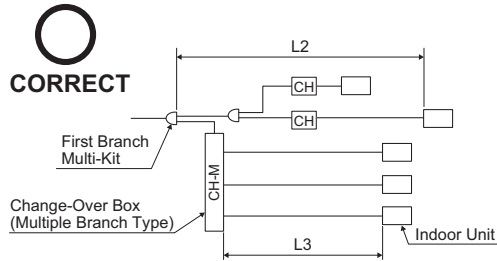 CORRECT
L2
CH
CH
First Branch
Multi-Kit
CH-M
Change-Over Box
(Multiple Branch Type)
L3
Indoor Unit